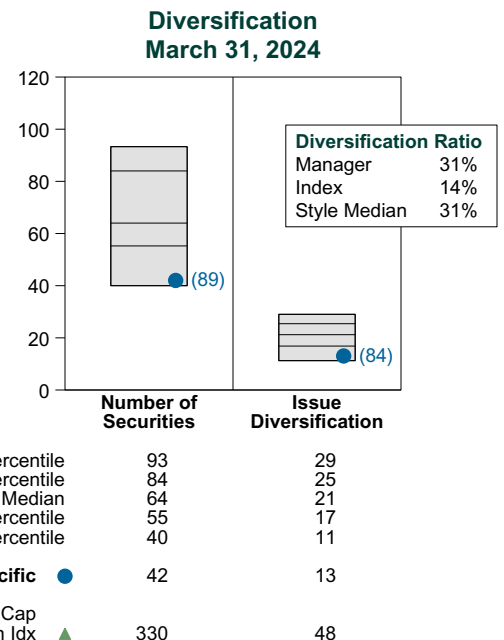 Diversification
March 31, 2024
120
100
80
60
40
20
0
(89)
(84)
Diversification Ratio
Manager 31%
Index 14%
Style Median 31%
Number of Securities
Issue Diversification
ercentile 93 29
ercentile 84 25
Median 64 21
ercentile 55 17
ercentile 40 11
cific 42 13
Cap
Idx 330 48